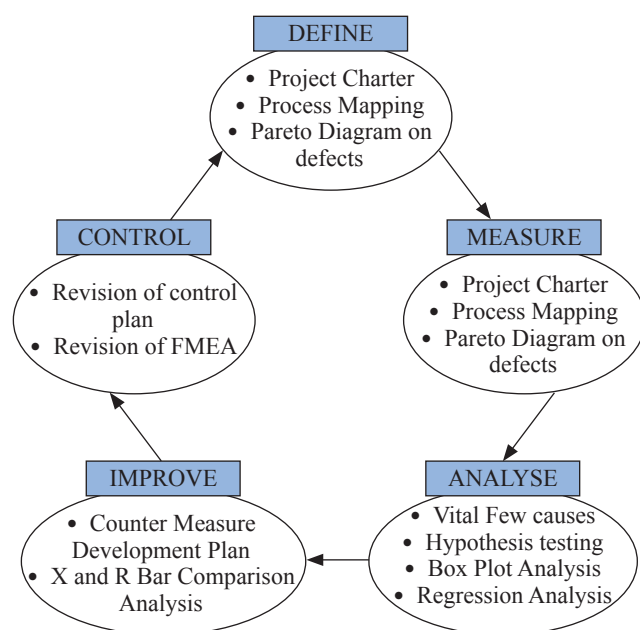 DEFINE
• Project Charter
• Process Mapping
• Pareto Diagram on
defects
CONTROL
• Revision of control
plan
• Revision of FMEA
MEASURE
• Project Charter
• Process Mapping
• Pareto Diagram on
defects
IMPROVE
• Counter Measure
Development Plan
• X and R Bar Comparison
Analysis
ANALYSE
• Vital Few causes
• Hypothesis testing
• Box Plot Analysis
• Regression Analysis